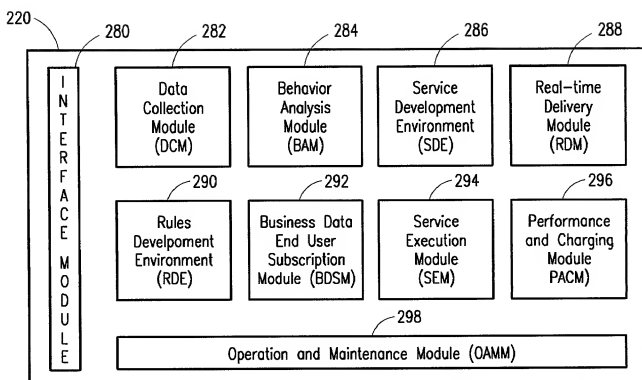 220
280
282
284
286
288
INTERFACE MODULE
Data
Collection
Module
(DCM)
Behavior
Analysis
Module
(BAM)
Service
Development
Environment
(SDE)
Real-time
Delivery
Module
(RDM)
290
292
294
296
Rules
Develpoment
Environment
(RDE)
Business Data
End User
Subscription
Module (BDSM)
Service
Execution
Module
(SEM)
Performance
and Charging
Module
PACM)
298
Operation and Maintenance Module (OAMM)